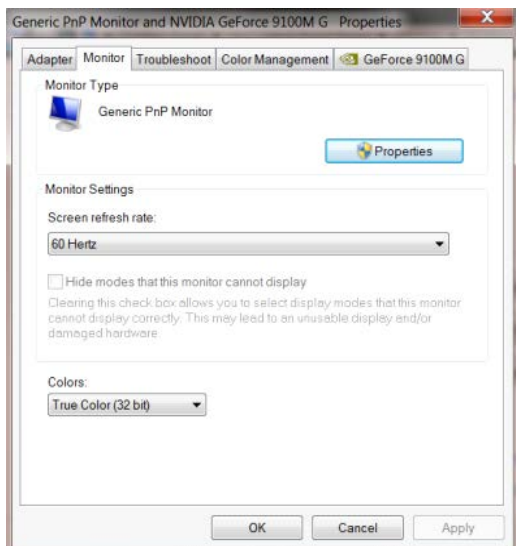 Generic PnP Monitor and NVIDIA GeForce 9100M G Properties
X
Adapter Monitor Troubleshoot Color Management GeForce 9100M G
Monitor Type
Generic PnP Monitor
Properties
Monitor Settings
Screen refresh rate:
60 Hertz
Hide modes that this monitor cannot display
Clearing this check box allows you to select display modes that this monitor
cannot display correctly. This may lead to an unusable display and/or
damaged hardware.
Colors:
True Color (32 bit)
OK Cancel Apply